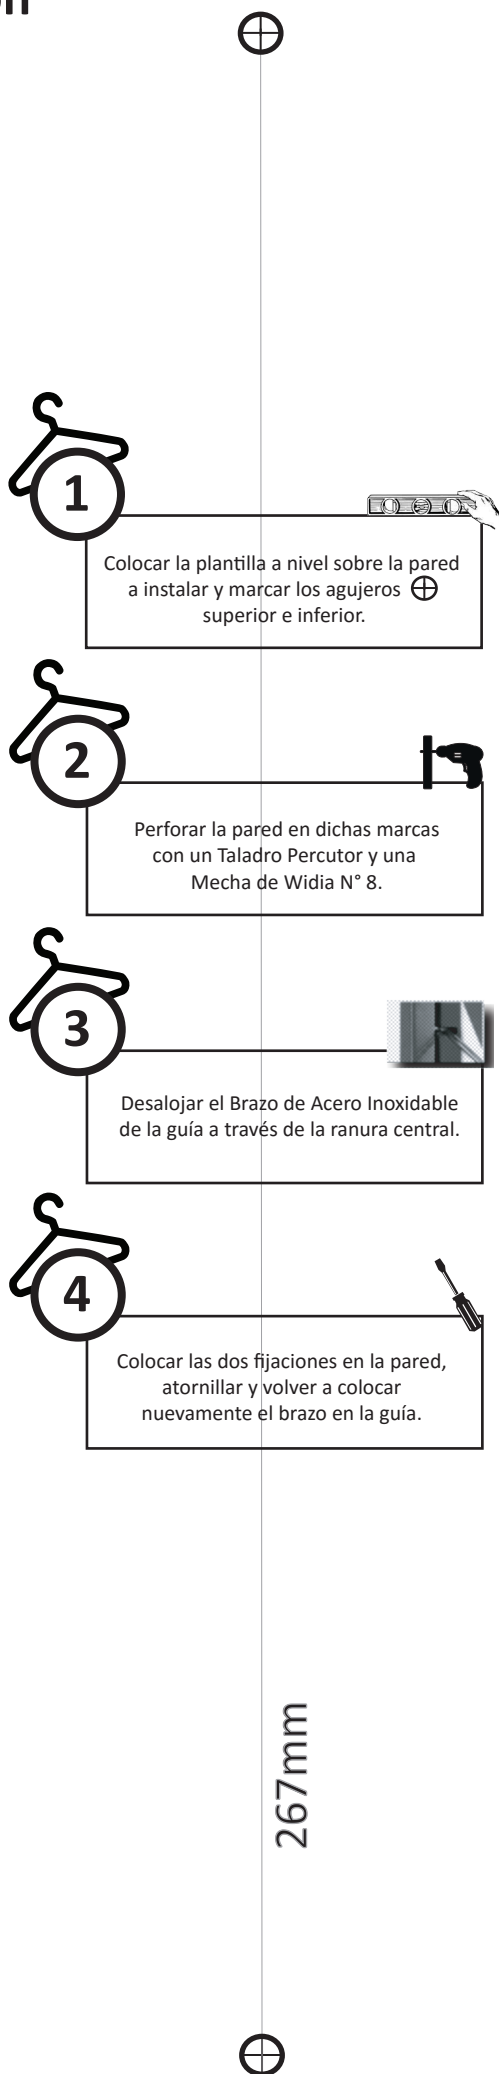 1
Colocar la plantilla a nivel sobre la pared
a instalar y marcar los agujeros
superior e inferior.
2
Perforar la pared en dichas marcas
con un Taladro Percutor y una
Mecha de Widia N° 8.
3
Desalojar el Brazo de Acero Inoxidable
de la guía a través de la ranura central.
4
Colocar las dos fijaciones en la pared,
atornillar y volver a colocar
nuevamente el brazo en la guía.
267mm